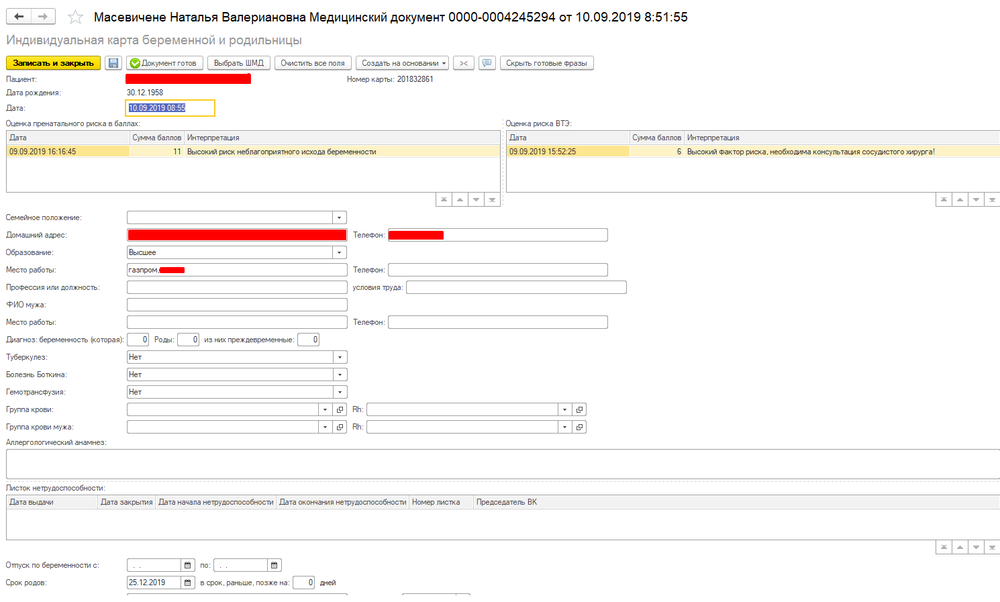 Масевичене Наталья Валериановна Медицинский документ 0000-0004245294 от 10.09.2019 8:51:55
Индивидуальная карта беременной и родильницы
Записать и закрыть Документ готов Выбрать ШМД Очистить все поля Создать на основании >< Скрыть готовые фразы
Пациент: Номер карты: 201832861
Дата рождения: 30.12.1958
Дата: 10.09.2019 08:55
Оценка пренатального риска в баллах: Оценка риска ВТЭ:
Дата Сумма баллов Интерпретация Дата Сумма баллов Интерпретация
09.09.2019 16:16:45 11 Высокий риск неблагоприятного исхода беременности 09.09.2019 15:52:25 6 Высокий фактор риска, необходима консультация сосудистого хирурга!
Семейное положение:
Домашний адрес: Телефон:
Образование: Высшее
Место работы: газпром, Телефон:
Профессия или должность: условия труда:
ФИО мужа:
Место работы: Телефон:
Диагноз: беременность (которая): 0 Роды: 0 из них преждевременные: 0
Туберкулез: Нет
Болезнь Боткина: Нет
Гемотрансфузия: Нет
Группа крови: Rh:
Группа крови мужа: Rh:
Аллергологический анамнез:
Листок нетрудоспособности:
Дата выдачи Дата закрытия Дата начала нетрудоспособности Дата окончания нетрудоспособности Номер листка Председатель ВК
Отпуск по беременности с: . . по: . .
Срок родов: 25.12.2019 в срок, раньше, позже на: 0 дней